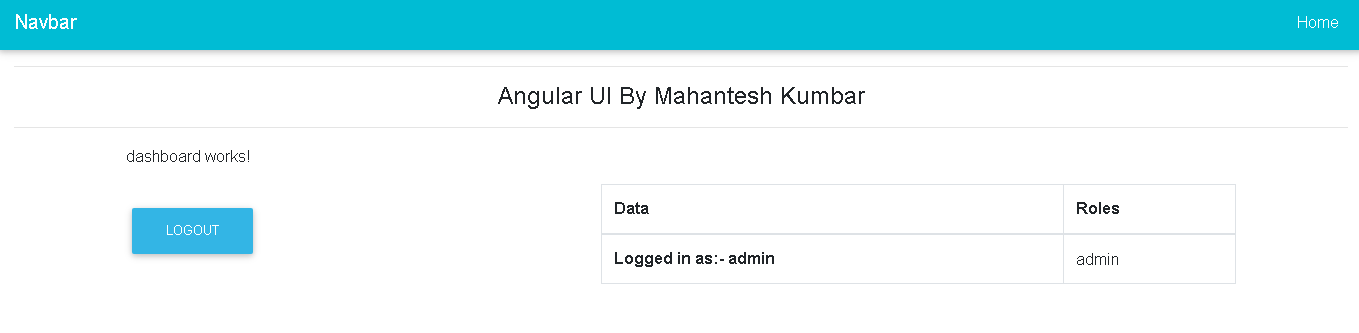 Navbar Home
Angular UI By Mahantesh Kumbar
dashboard works!
LOGOUT
Data Roles
Logged in as:- admin admin